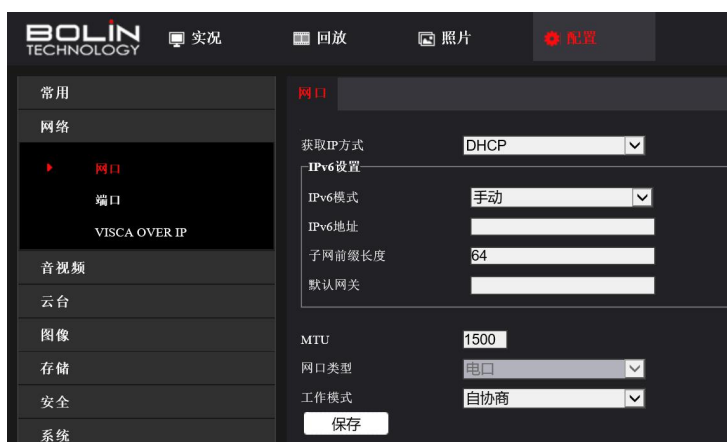 BOLIN
TECHNOLOGY
实况
回放
照片
配置
常用
网络
网口
端口
VISCA OVER IP
音视频
云台
图像
存储
安全
系统
网口
获取IP方式 DHCP
IPv6设置
IPv6模式 手动
IPv6地址
子网前缀长度 64
默认网关
MTU 1500
网口类型 电口
工作模式 自协商
保存